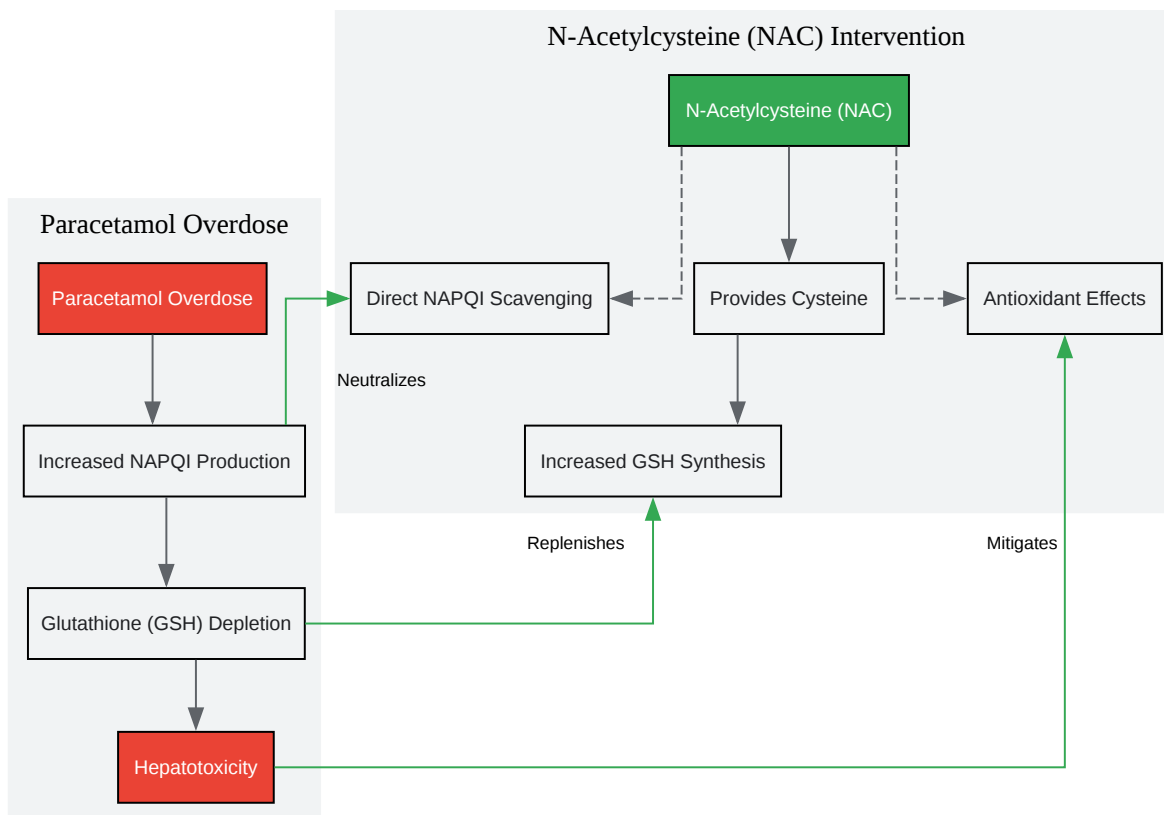 N-Acetylcysteine (NAC) Intervention
N-Acetylcysteine (NAC)
Paracetamol Overdose
Paracetamol Overdose
Direct NAPQI Scavenging
Provides Cysteine
Antioxidant Effects
Neutralizes
Increased NAPQI Production
Increased GSH Synthesis
Replenishes
Mitigates
Glutathione (GSH) Depletion
Hepatotoxicity